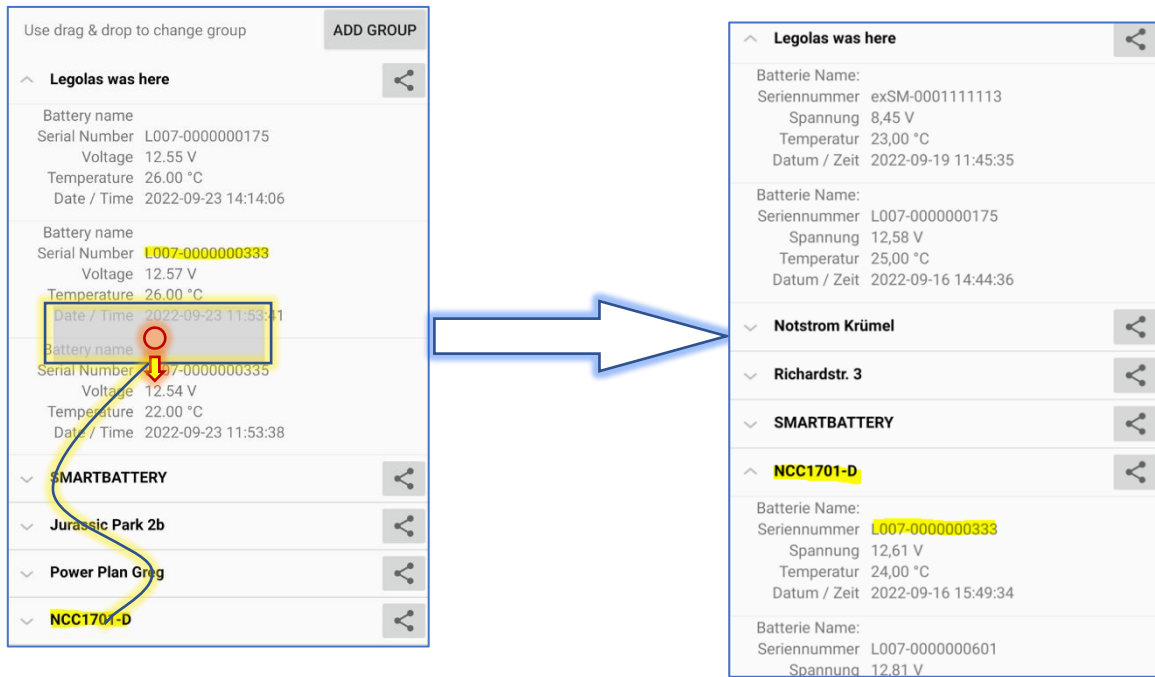 Use drag & drop to change group
ADD GROUP
Legolas was here
Battery name
Serial Number L007-0000000175
Voltage 12.55 V
Temperature 26.00 °C
Date / Time 2022-09-23 14:14:06
Battery name
Serial Number L007-0000000333
Voltage 12.57 V
Temperature 26.00 °C
Date / Time 2022-09-23 11:53:41
Battery name
Serial Number L007-0000000335
Voltage 12.54 V
Temperature 22.00 °C
Date / Time 2022-09-23 11:53:38
SMARTBATTERY
Jurassic Park 2b
Power Plan Greg
NCC1701-D
Legolas was here
Batterie Name:
Seriennummer exSM-0001111113
Spannung 8,45 V
Temperatur 23,00 °C
Datum / Zeit 2022-09-19 11:45:35
Batterie Name:
Seriennummer L007-0000000175
Spannung 12,58 V
Temperatur 25,00 °C
Datum / Zeit 2022-09-16 14:44:36
Notstrom Krümel
Richardstr. 3
SMARTBATTERY
NCC1701-D
Batterie Name:
Seriennummer L007-0000000333
Spannung 12,61 V
Temperatur 24,00 °C
Datum / Zeit 2022-09-16 15:49:34
Batterie Name:
Seriennummer L007-0000000601
Spannung 12,81 V